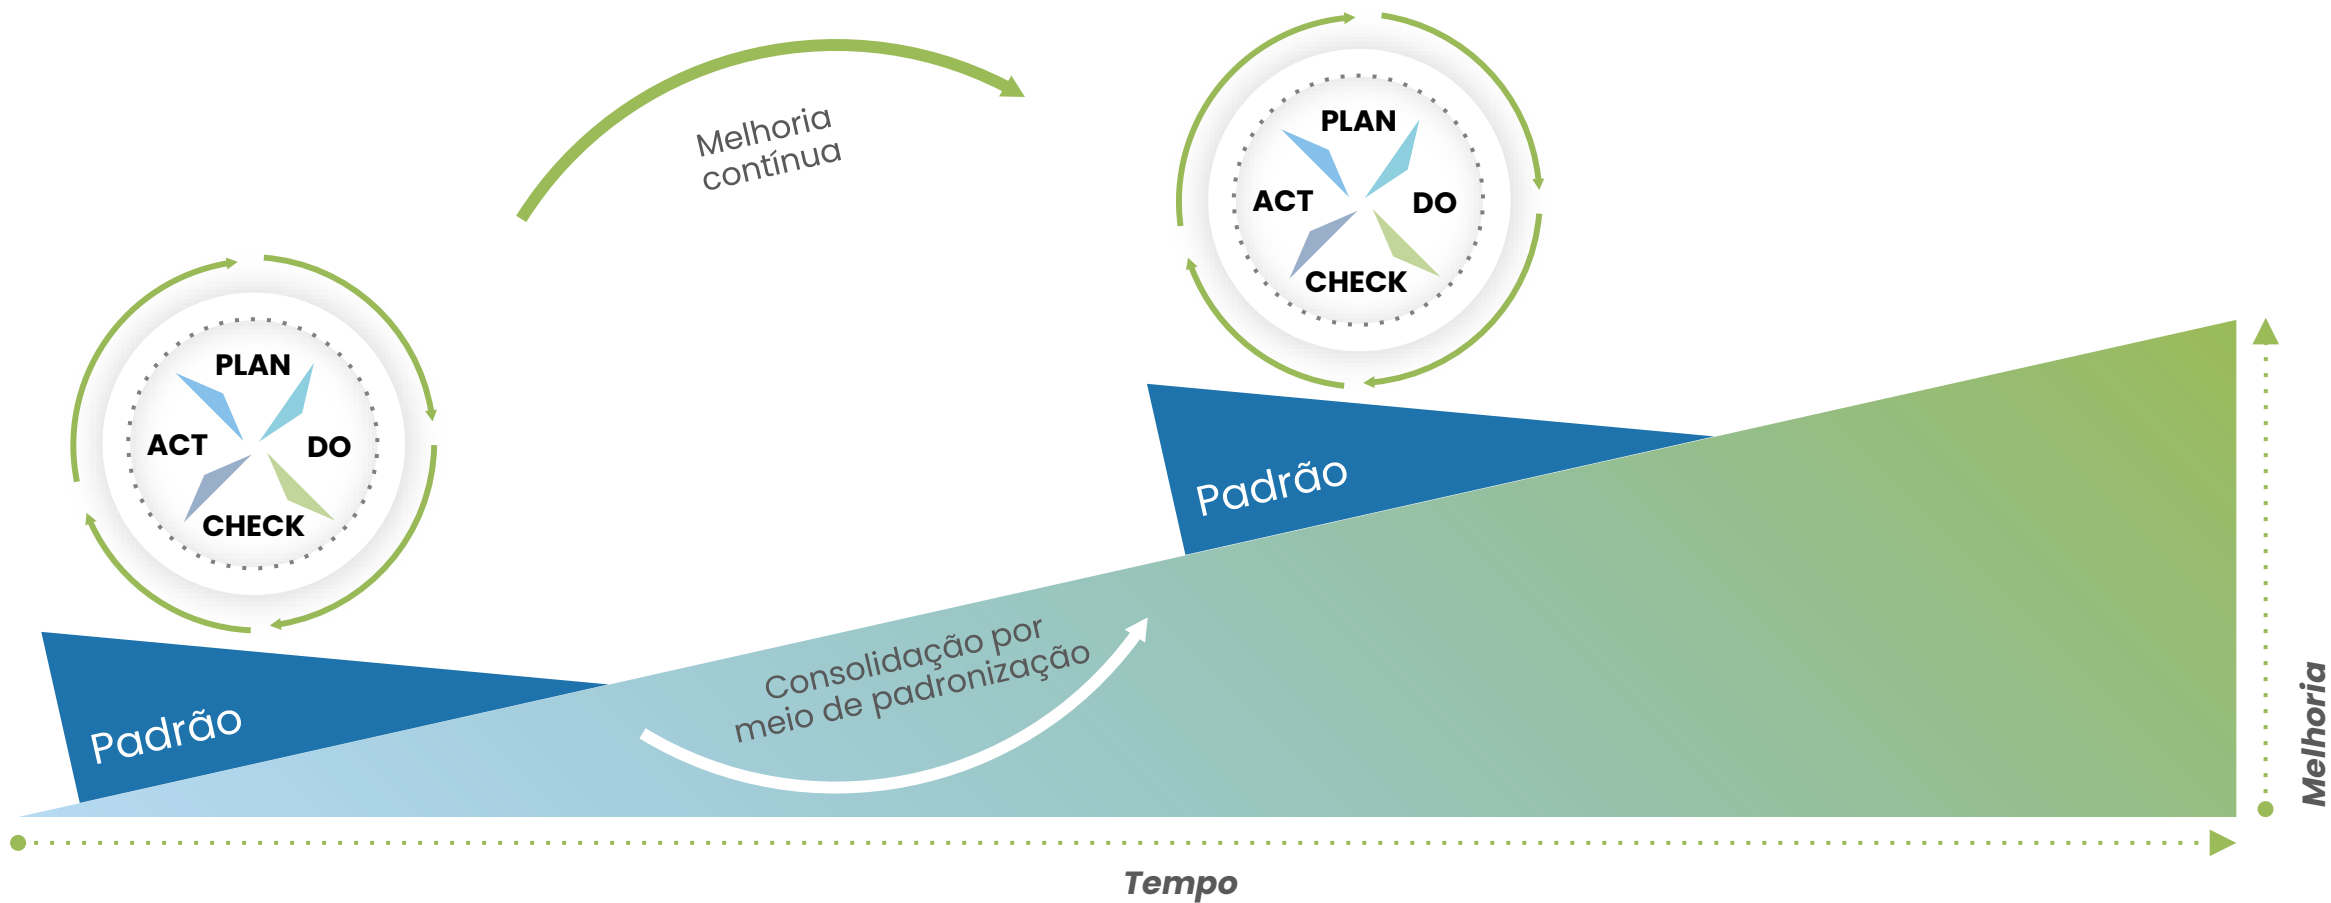 Melhoria
contínua
PLAN
ACT
DO
CHECK
PLAN
ACT
DO
CHECK
Padrão
Padrão
Consolidação por
meio de padronização
Melhoria
Tempo